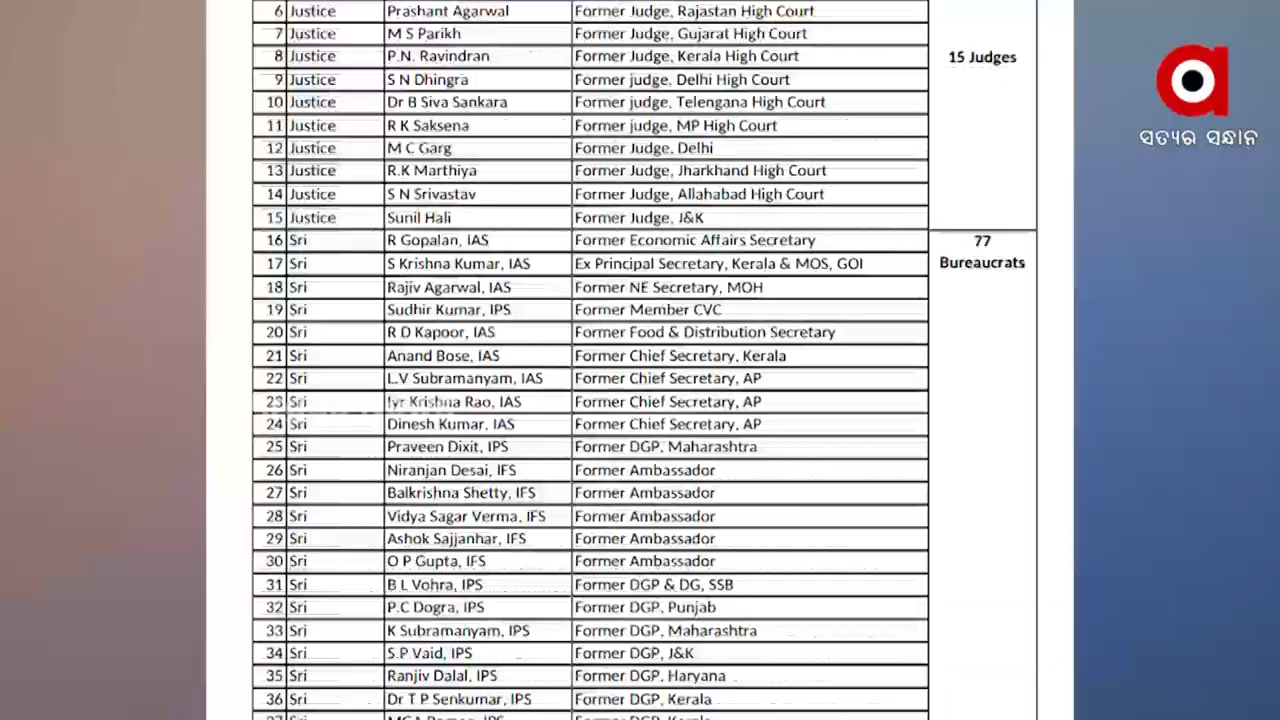 6 Justice Prashant Agarwal Former Judge, Rajastan High Court
7 Justice M S Parikh Former Judge, Gujarat High Court
8 Justice P.N. Ravindran Former Judge, Kerala High Court
15 Judges
9 Justice S N Dhingra Former judge, Delhi High Court
10 Justice Dr B Siva Sankara Former judge, Telengana High Court
11 Justice R K Saksena Former judge, MP High Court
12 Justice M C Garg Former Judge, Delhi
13 Justice R.K Marthiya Former Judge, Jharkhand High Court
14 Justice S N Srivastav Former Judge, Allahabad High Court
15 Justice Sunil Hali Former Judge, J&K
16 Sri R Gopalan, IAS Former Economic Affairs Secretary
77
Bureaucrats
17 Sri S Krishna Kumar, IAS Ex Principal Secretary, Kerala & MOS, GOI
18 Sri Rajiv Agarwal, IAS Former NE Secretary, MOH
19 Sri Sudhir Kumar, IPS Former Member CVC
20 Sri R D Kapoor, IAS Former Food & Distribution Secretary
21 Sri Anand Bose, IAS Former Chief Secretary, Kerala
22 Sri L.V Subramanyam, IAS Former Chief Secretary, AP
23 Sri Iyr Krishna Rao, IAS Former Chief Secretary, AP
24 Sri Dinesh Kumar, IAS Former Chief Secretary, AP
25 Sri Praveen Dixit, IPS Former DGP, Maharashtra
26 Sri Niranjan Desai, IFS Former Ambassador
27 Sri Balkrishna Shetty, IFS Former Ambassador
28 Sri Vidya Sagar Verma, IFS Former Ambassador
29 Sri Ashok Sajjanhar, IFS Former Ambassador
30 Sri O P Gupta, IFS Former Ambassador
31 Sri B L Vohra, IPS Former DGP & DG, SSB
32 Sri P.C Dogra, IPS Former DGP, Punjab
33 Sri K Subramanyam, IPS Former DGP, Maharashtra
34 Sri S.P Vaid, IPS Former DGP, J&K
35 Sri Ranjiv Dalal, IPS Former DGP, Haryana
36 Sri Dr T P Senkumar, IPS Former DGP, Kerala
ସତ୍ୟର ସନ୍ଧାନ